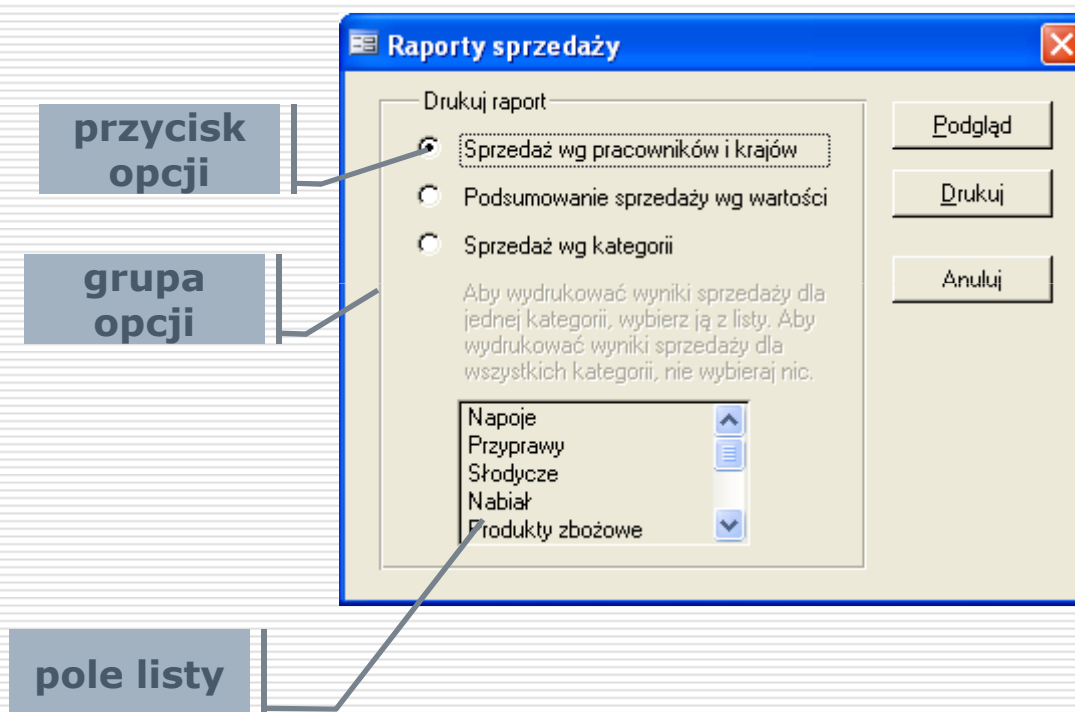 Raporty sprzedaży
przycisk
opcji
grupa
opcji
pole listy
Drukuj raport
Sprzedaż wg pracowników i krajów
Podsumowanie sprzedaży wg wartości
Sprzedaż wg kategorii
Aby wydrukować wyniki sprzedaży dla
jednej kategorii, wybierz ją z listy. Aby
wydrukować wyniki sprzedaży dla
wszystkich kategorii, nie wybieraj nic.
Napoje
Przyprawy
Słodycze
Nabiał
Produkty zbożowe
Podgląd
Drukuj
Anuluj